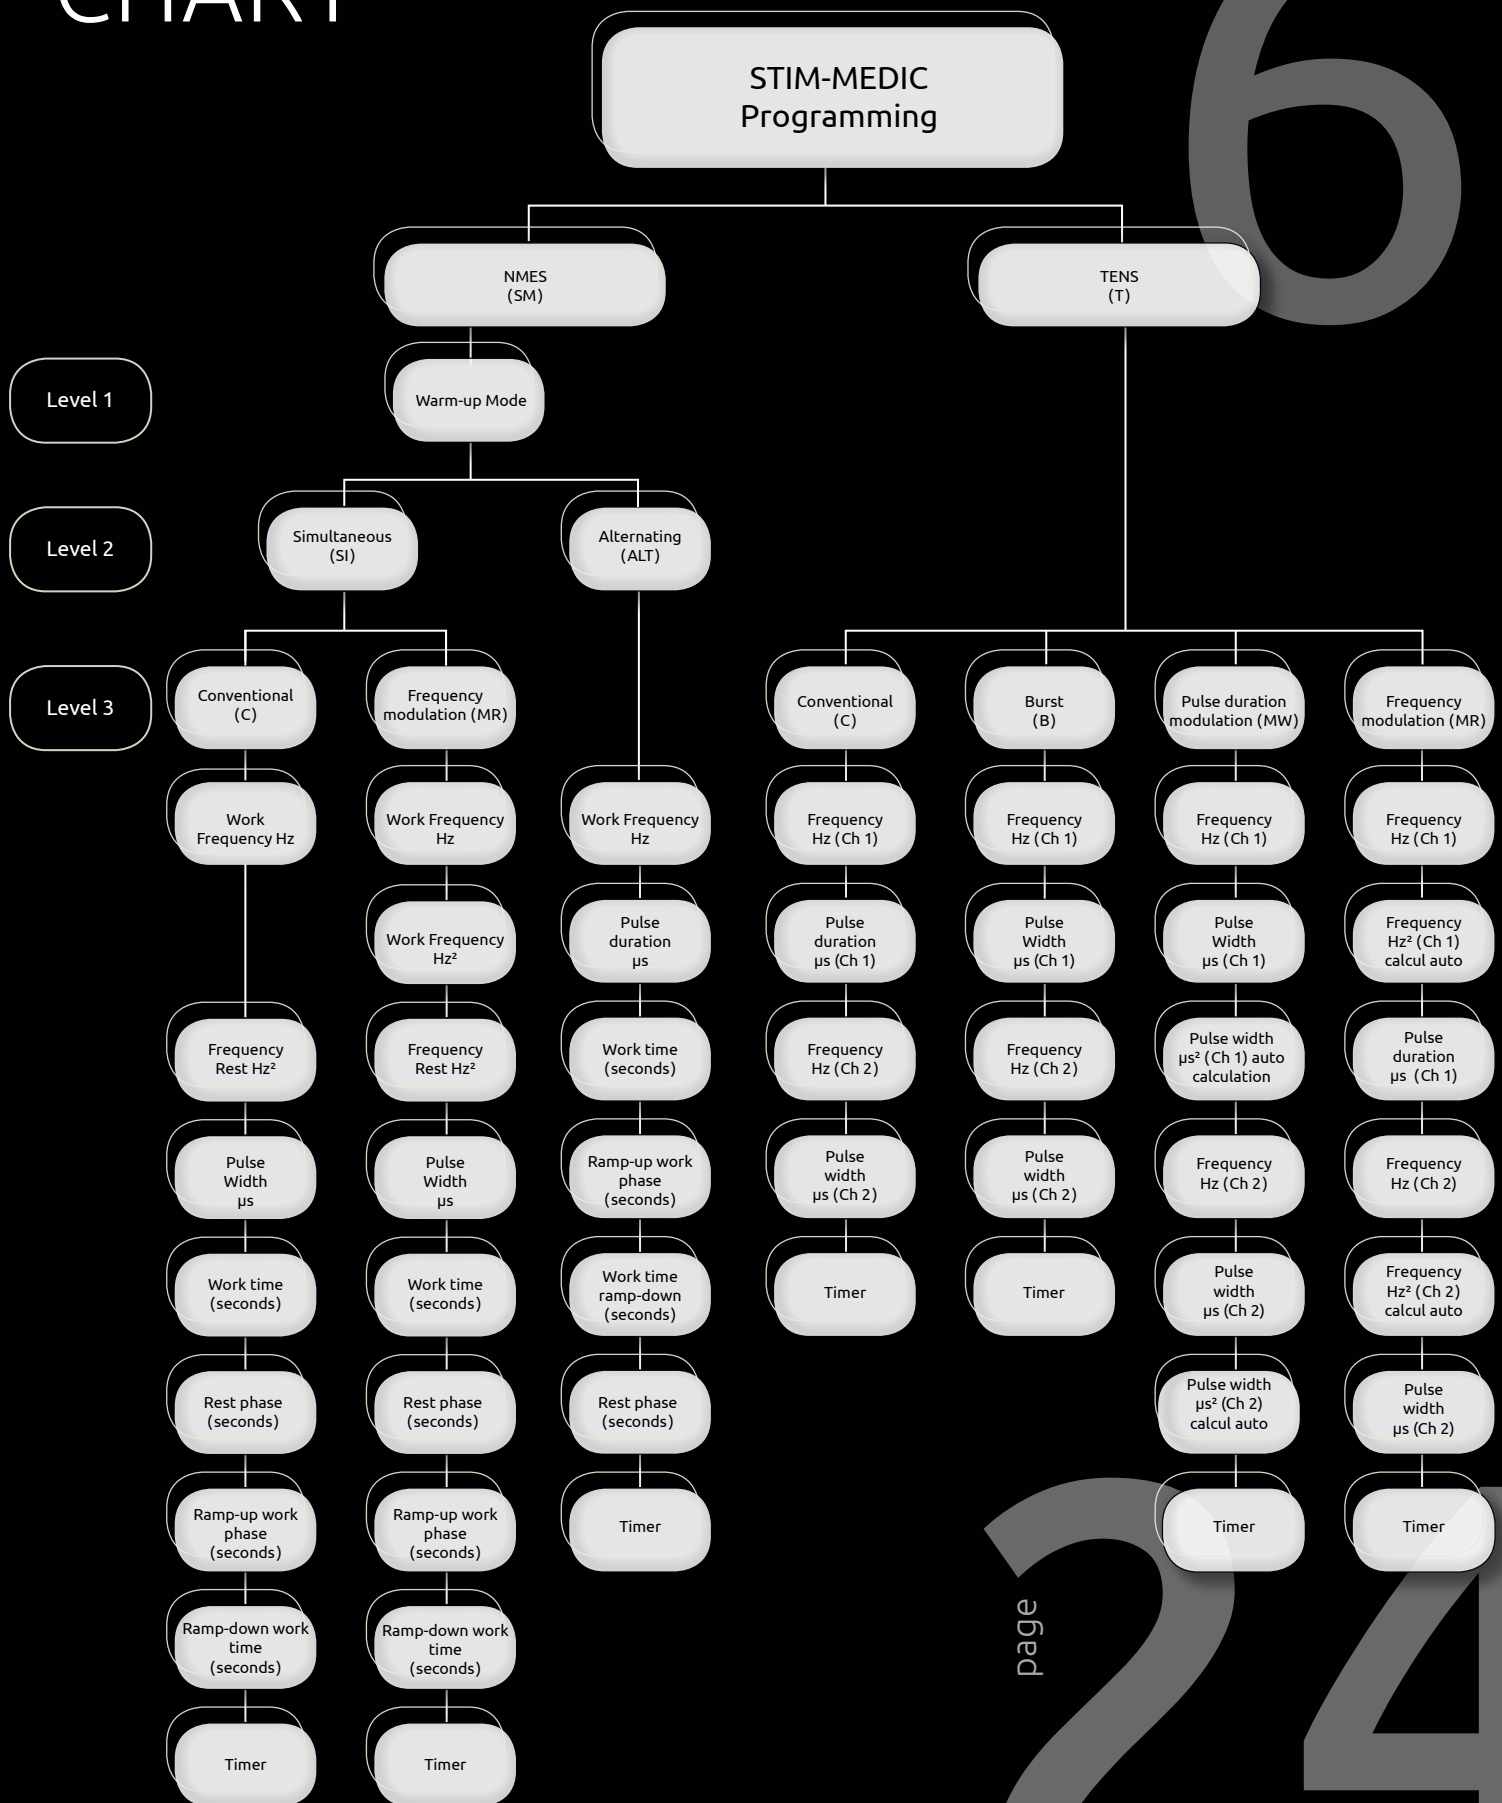 CHART
6
STIM-MEDIC
Programming
NMES
(SM)
TENS
(T)
Level 1
Warm-up Mode
Level 2
Simultaneous
(SI)
Alternating
(ALT)
Level 3
Conventional
(C)
Frequency
modulation (MR)
Conventional
(C)
Burst
(B)
Pulse duration
modulation (MW)
Frequency
modulation (MR)
Work
Frequency Hz
Work Frequency
Hz
Work Frequency
Hz
Frequency
Hz (Ch 1)
Frequency
Hz (Ch 1)
Frequency
Hz (Ch 1)
Frequency
Hz (Ch 1)
Work Frequency
Hz²
Pulse
duration
µs
Pulse
duration
µs (Ch 1)
Pulse
Width
µs (Ch 1)
Pulse
Width
µs (Ch 1)
Frequency
Hz² (Ch 1)
calcul auto
Frequency
Rest Hz²
Frequency
Rest Hz²
Work time
(seconds)
Frequency
Hz (Ch 2)
Frequency
Hz (Ch 2)
Pulse width
µs² (Ch 1) auto
calculation
Pulse
duration
µs (Ch 1)
Pulse
Width
µs
Pulse
Width
µs
Ramp-up work
phase
(seconds)
Pulse
width
µs (Ch 2)
Pulse
width
µs (Ch 2)
Frequency
Hz (Ch 2)
Frequency
Hz (Ch 2)
Work time
(seconds)
Work time
(seconds)
Work time
ramp-down
(seconds)
Timer
Timer
Pulse
width
µs (Ch 2)
Frequency
Hz² (Ch 2)
calcul auto
Rest phase
(seconds)
Rest phase
(seconds)
Rest phase
(seconds)
Pulse width
µs² (Ch 2)
calcul auto
Pulse
width
µs (Ch 2)
Ramp-up work
phase
(seconds)
Ramp-up work
phase
(seconds)
Timer
Timer
Timer
Ramp-down work
time
(seconds)
Ramp-down work
time
(seconds)
Timer
Timer
page
24